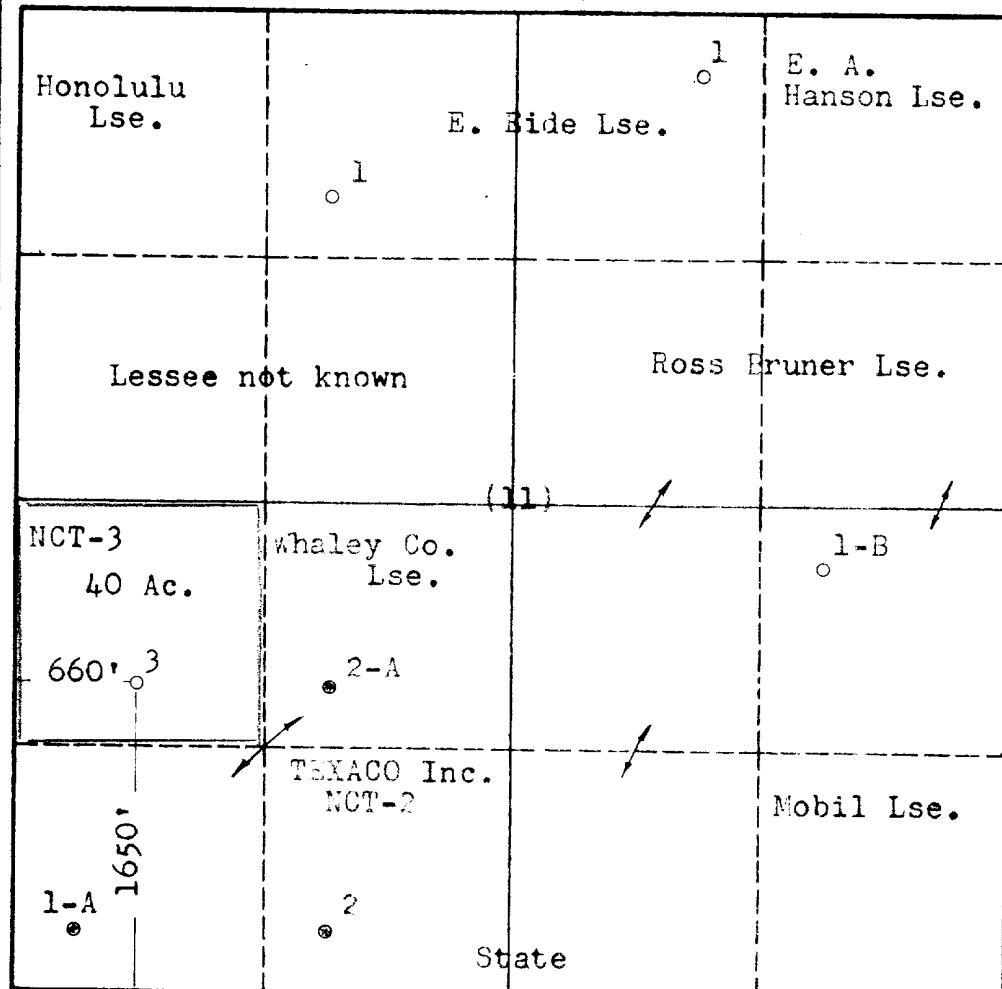 Honolulu
Lse.
1
E. A.
Hanson Lse.
E. Eide Lse.
1
Lessee not known
Ross Bruner Lse.
(11)
NCT-3
40 Ac.
Whaley Co.
Lse.
1-B
660'
3
2-A
TEXACO Inc.
NCT-2
Mobil Lse.
1650'
1-A
2
State